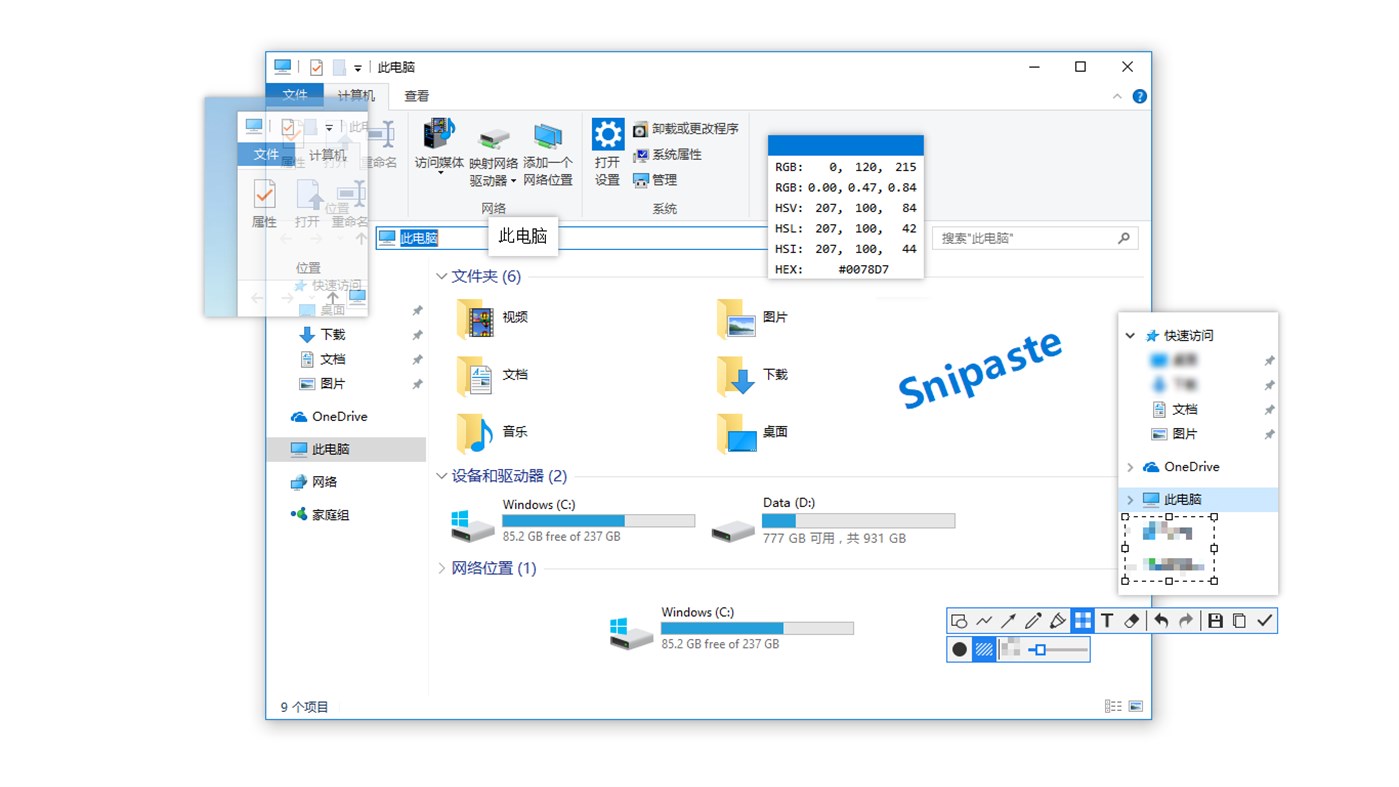 此电脑
文件 计算机 查看
属性 打开 重命名
访问媒体 映射网络驱动器 添加一个网络位置
打开设置
卸载或更改程序
系统属性
管理
位置 网络 系统
文件 计算机
属性 打开 重命名
位置
快速访问
此电脑
此电脑
搜索"此电脑"
RGB: 0, 120, 215
RGB: 0.00, 0.47, 0.84
HSV: 207, 100, 84
HSL: 207, 100, 42
HSI: 207, 100, 44
HEX: #0078D7
桌面
下载
文档
图片
OneDrive
此电脑
网络
家庭组
文件夹 (6)
视频
图片
文档
下载
音乐
桌面
Snipaste
设备和驱动器 (2)
Windows (C:)
85.2 GB free of 237 GB
Data (D:)
777 GB 可用，共 931 GB
网络位置 (1)
Windows (C:)
85.2 GB free of 237 GB
快速访问
文档
图片
OneDrive
此电脑
T
9 个项目